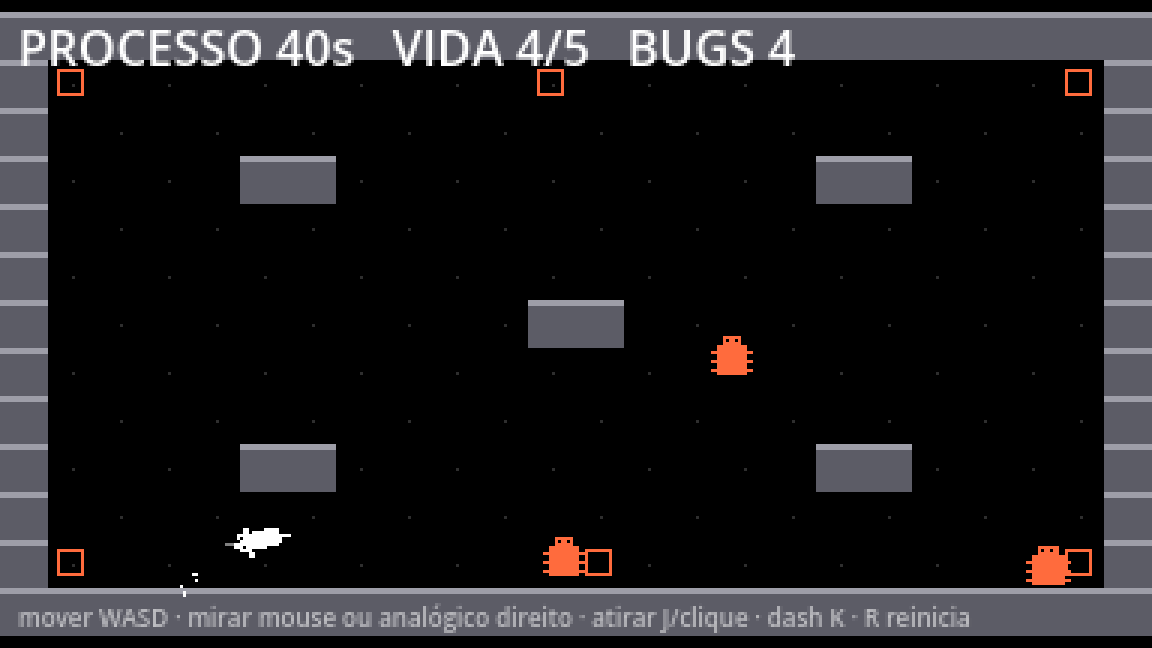 PROCESSO 40s VIDA 4/5 BUGS 4
mover WASD · mirar mouse ou analógico direito · atirar J/clique · dash K · R reinicia